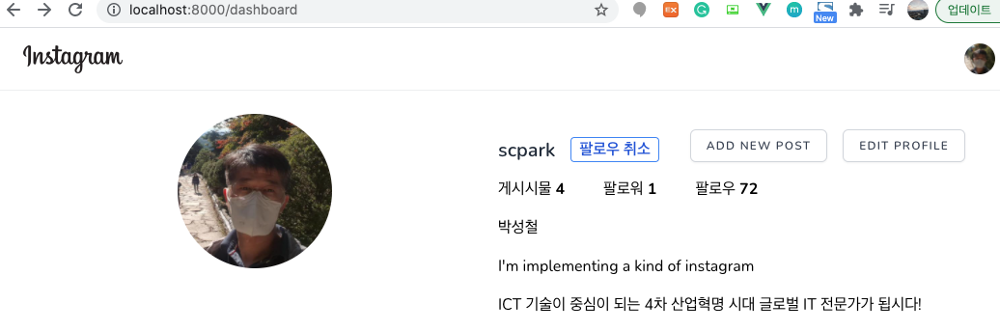 localhost:8000/dashboard
EX
G
m
New
업데이트
Instagram
scpark 팔로우 취소 ADD NEW POST EDIT PROFILE
게시시물 4 팔로워 1 팔로우 72
박성철
I'm implementing a kind of instagram
ICT 기술이 중심이 되는 4차 산업혁명 시대 글로벌 IT 전문가가 됩시다!